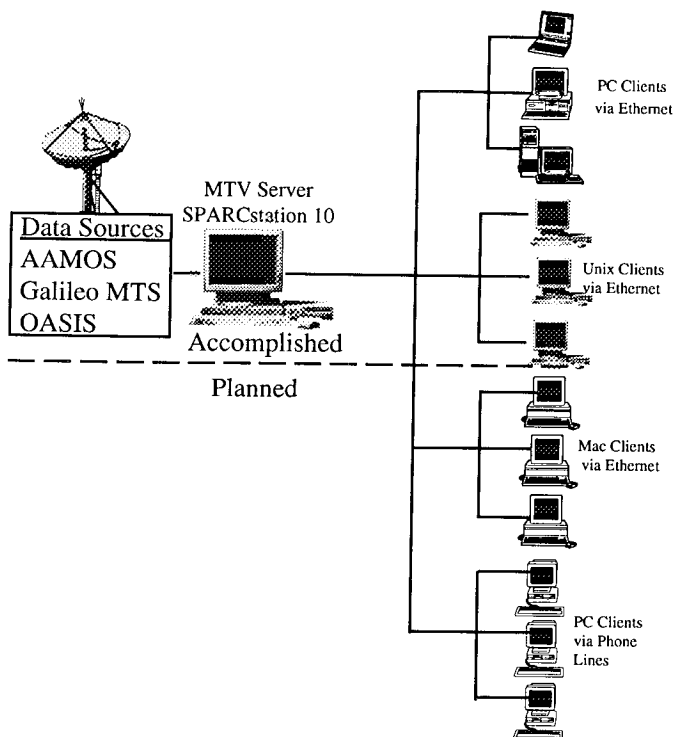 PC Clients
via Ethernet
MTV Server
SPARCstation 10
Data Sources
AAMOS
Galileo MTS
OASIS
Unix Clients
via Ethernet
Accomplished
Planned
Mac Clients
via Ethernet
PC Clients
via Phone
Lines